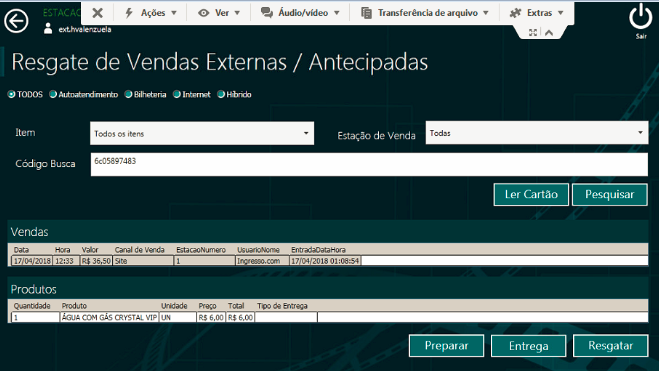 ESTACAO
Ações
Ver
Áudio/vídeo
Transferência de arquivo
Extras
ext.hvalenzuela
Sair
Resgate de Vendas Externas / Antecipadas
TODOS Autoatendimento Bilheteria Internet Híbrido
Item Todos os itens Estação de Venda Todas
Código Busca 6c05897483
Ler Cartão Pesquisar
Vendas
Data Hora Valor Canal de Venda EstacaoNumero UsuarioNome EntradaDataHora
17/04/2018 12:33 R$ 36,50 Site 1 Ingresso.com 17/04/2018 01:08:54
Produtos
Quantidade Produto Unidade Preço Total Tipo de Entrega
1 ÁGUA COM GÁS CRYSTAL VIP UN R$ 6,00 R$ 6,00
Preparar Entrega Resgatar